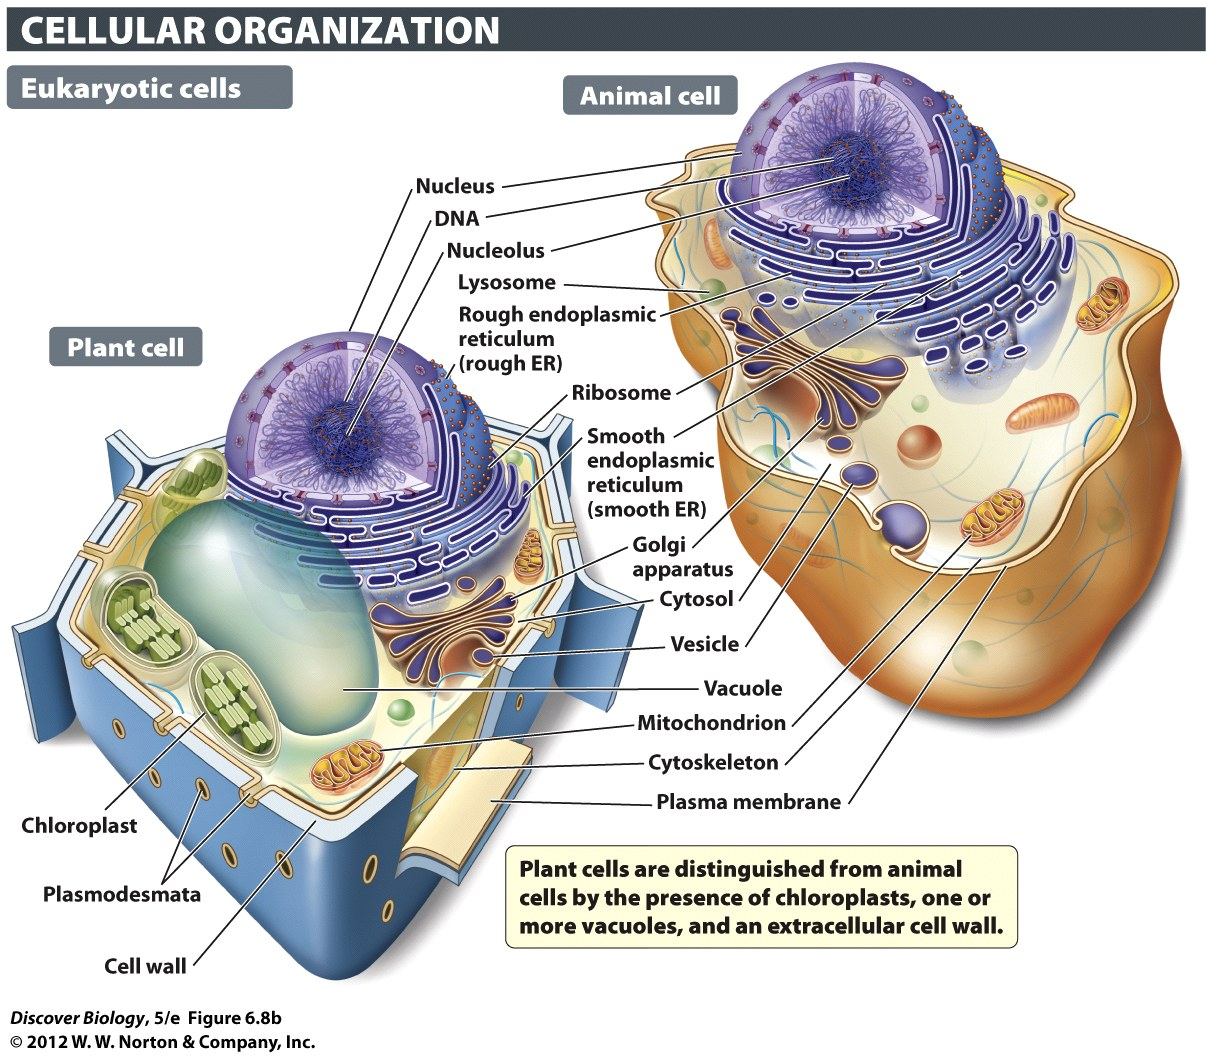 CELLULAR ORGANIZATION
Eukaryotic cells
Animal cell
Nucleus
DNA
Nucleolus
Lysosome
Rough endoplasmic
reticulum
(rough ER)
Plant cell
Ribosome
Smooth
endoplasmic
reticulum
(smooth ER)
Golgi
apparatus
Cytosol
Vesicle
Vacuole
Mitochondrion
Cytoskeleton
Plasma membrane
Chloroplast
Plasmodesmata
Cell wall
Plant cells are distinguished from animal
cells by the presence of chloroplasts, one or
more vacuoles, and an extracellular cell wall.
Discover Biology, 5/e Figure 6.8b
© 2012 W. W. Norton & Company, Inc.